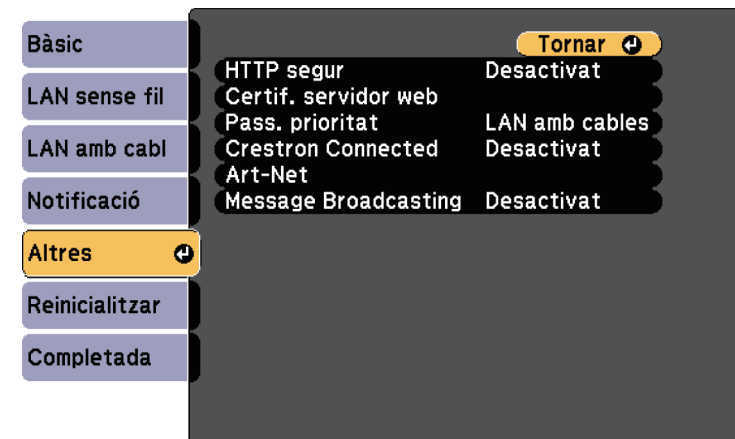 Bàsic
LAN sense fil
LAN amb cabl
Notificació
Altres
Reinicialitzar
Completada
Tornar
HTTP segur Desactivat
Certif. servidor web
Pass. prioritat LAN amb cables
Crestron Connected Desactivat
Art-Net
Message Broadcasting Desactivat